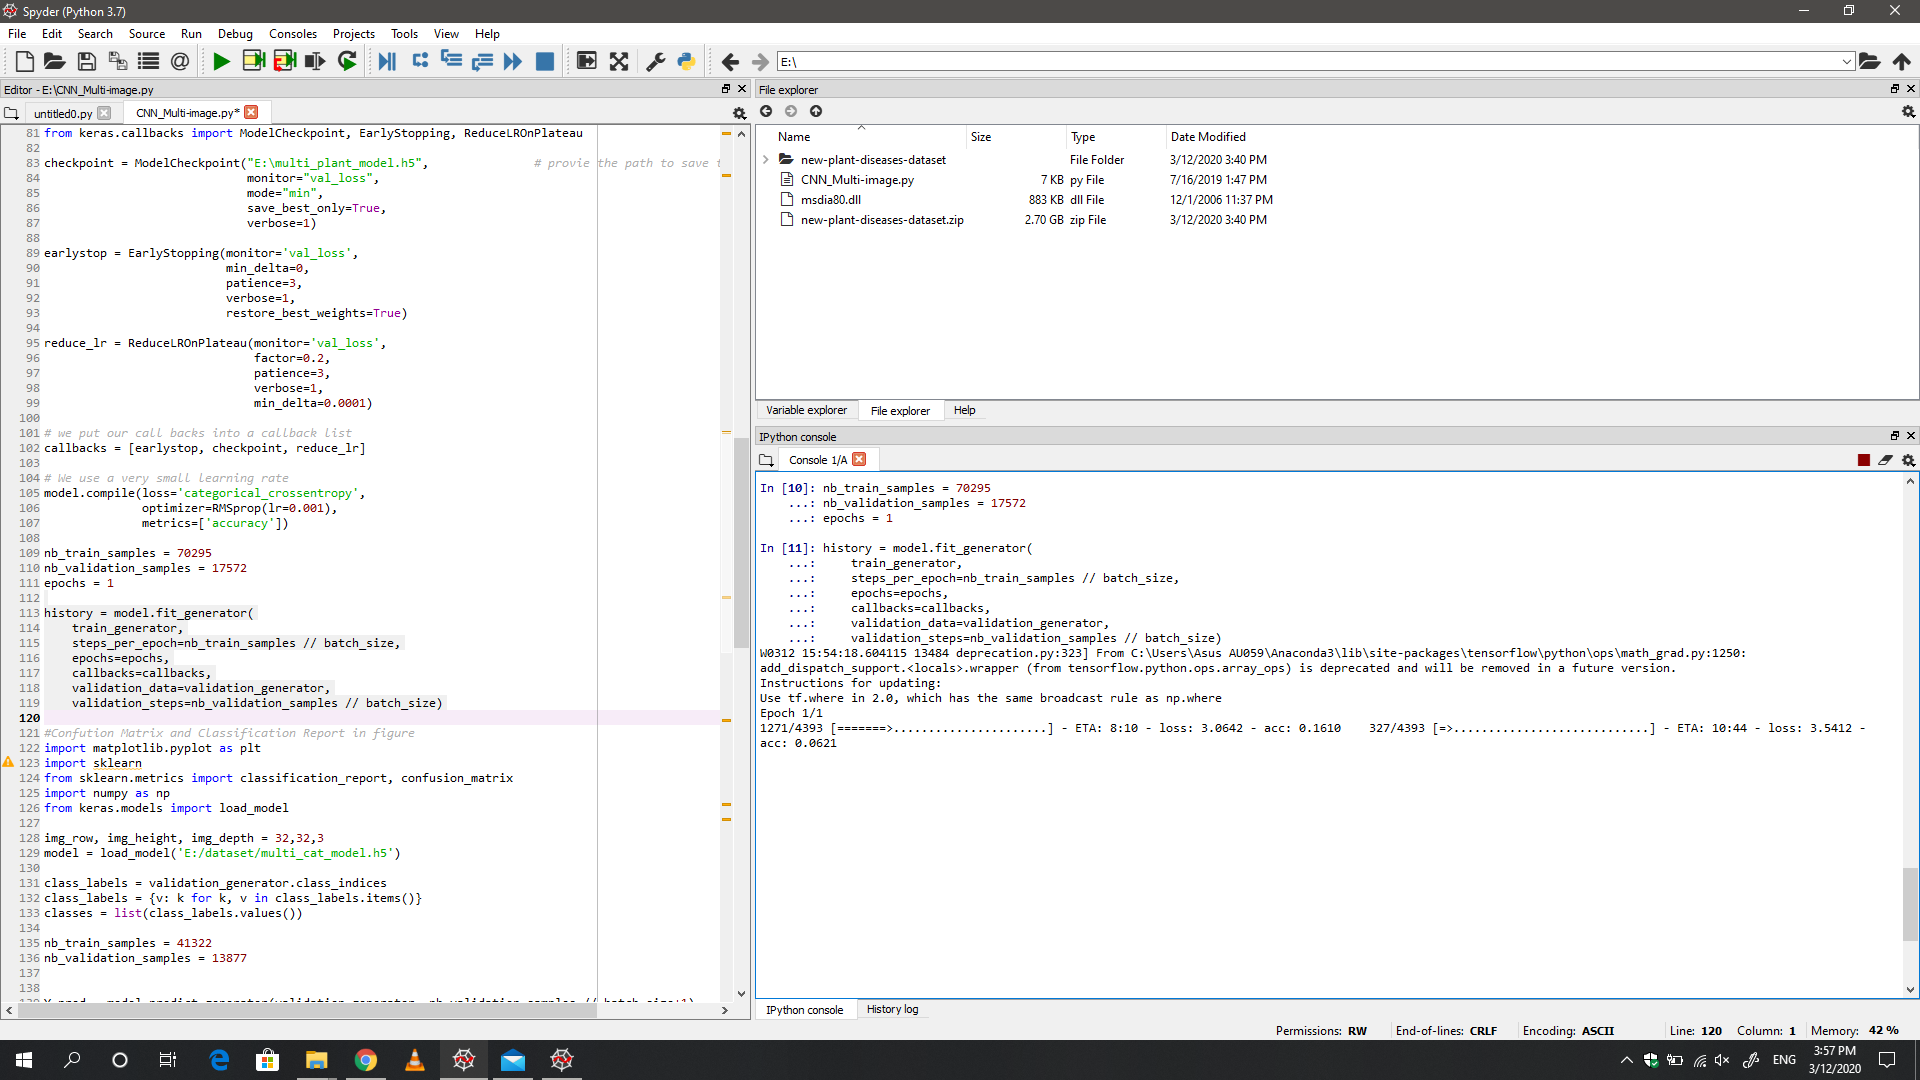 Spyder (Python 3.7)
File Edit Search Source Run Debug Consoles Projects Tools View Help
E:\
Editor - E:\CNN_Multi-image.py
untitled0.py CNN_Multi-image.py*
81 from keras.callbacks import ModelCheckpoint, EarlyStopping, ReduceLROnPlateau
82
83 checkpoint = ModelCheckpoint("E:\multi_plant_model.h5", # provie the path to save t
84 monitor="val_loss",
85 mode="min",
86 save_best_only=True,
87 verbose=1)
88
89 earlystop = EarlyStopping(monitor='val_loss',
90 min_delta=0,
91 patience=3,
92 verbose=1,
93 restore_best_weights=True)
94
95 reduce_lr = ReduceLROnPlateau(monitor='val_loss',
96 factor=0.2,
97 patience=3,
98 verbose=1,
99 min_delta=0.0001)
100
101 # we put our call backs into a callback list
102 callbacks = [earlystop, checkpoint, reduce_lr]
103
104 # We use a very small learning rate
105 model.compile(loss='categorical_crossentropy',
106 optimizer=RMSprop(lr=0.001),
107 metrics=['accuracy'])
108
109 nb_train_samples = 70295
110 nb_validation_samples = 17572
111 epochs = 1
112
113 history = model.fit_generator(
114 train_generator,
115 steps_per_epoch=nb_train_samples // batch_size,
116 epochs=epochs,
117 callbacks=callbacks,
118 validation_data=validation_generator,
119 validation_steps=nb_validation_samples // batch_size)
120
121 #Confution Matrix and Classification Report in figure
122 import matplotlib.pyplot as plt
123 import sklearn
124 from sklearn.metrics import classification_report, confusion_matrix
125 import numpy as np
126 from keras.models import load_model
127
128 img_row, img_height, img_depth = 32,32,3
129 model = load_model('E:/dataset/multi_cat_model.h5')
130
131 class_labels = validation_generator.class_indices
132 class_labels = {v: k for k, v in class_labels.items()}
133 classes = list(class_labels.values())
134
135 nb_train_samples = 41322
136 nb_validation_samples = 13877
137
138
File explorer
Name Size Type Date Modified
new-plant-diseases-dataset File Folder 3/12/2020 3:40 PM
CNN_Multi-image.py 7 KB py File 7/16/2019 1:47 PM
msdia80.dll 883 KB dll File 12/1/2006 11:37 PM
new-plant-diseases-dataset.zip 2.70 GB zip File 3/12/2020 3:40 PM
Variable explorer File explorer Help
IPython console
Console 1/A
In [10]: nb_train_samples = 70295
...: nb_validation_samples = 17572
...: epochs = 1
In [11]: history = model.fit_generator(
...: train_generator,
...: steps_per_epoch=nb_train_samples // batch_size,
...: epochs=epochs,
...: callbacks=callbacks,
...: validation_data=validation_generator,
...: validation_steps=nb_validation_samples // batch_size)
W0312 15:54:18.604115 13484 deprecation.py:323] From C:\Users\Asus AU059\Anaconda3\lib\site-packages\tensorflow\python\ops\math_grad.py:1250:
add_dispatch_support.<locals>.wrapper (from tensorflow.python.ops.array_ops) is deprecated and will be removed in a future version.
Instructions for updating:
Use tf.where in 2.0, which has the same broadcast rule as np.where
Epoch 1/1
1271/4393 [=======>......................] - ETA: 8:10 - loss: 3.0642 - acc: 0.1610 327/4393 [=>............................] - ETA: 10:44 - loss: 3.5412 -
acc: 0.0621
IPython console History log
Permissions: RW End-of-lines: CRLF Encoding: ASCII Line: 120 Column: 1 Memory: 42 %
ENG 3:57 PM
3/12/2020